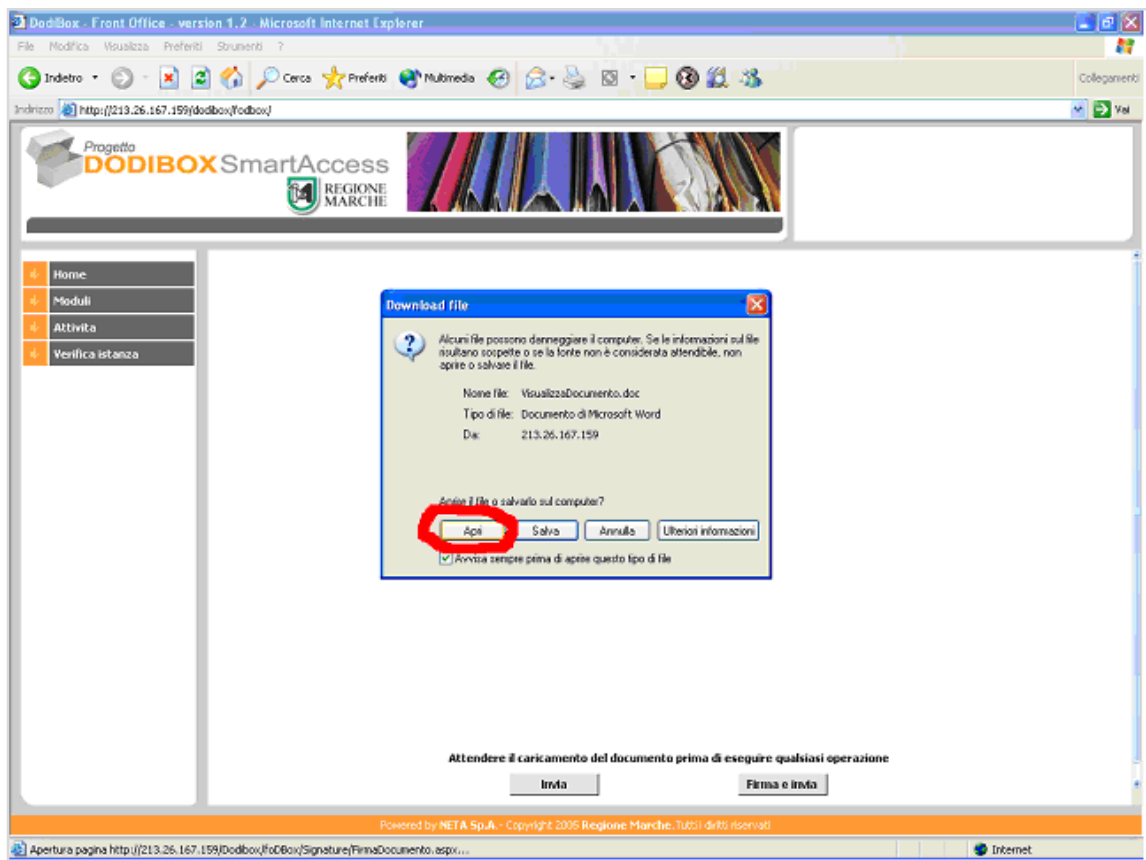 DodiBox - Front Office - version 1.2 - Microsoft Internet Explorer
File Modifica Visualizza Preferiti Strumenti ?
Indietro Cerca Preferiti Multimedia Collegamenti
Indirizzo http://213.26.167.159/dodibox/fodbox/ Vai
Progetto
DODIBOX SmartAccess
REGIONE
MARCHE
Home
Moduli
Attivita
Verifica istanza
Download file
Alcuni file possono danneggiare il computer. Se le informazioni sul file
risultano sospette o se la fonte non è considerata attendibile, non
aprire o salvare il file.
Nome file: VisualizzaDocumento.doc
Tipo di file: Documento di Microsoft Word
Da: 213.26.167.159
Aprire il file o salvarlo sul computer?
Apri Salva Annulla Ulteriori informazioni
Avvisa sempre prima di aprire questo tipo di file
Attendere il caricamento del documento prima di eseguire qualsiasi operazione
Invia Firma e invia
Powered by NETA S.p.A. - Copyright 2005 Regione Marche. Tutti i diritti riservati
Apertura pagina http://213.26.167.159/Dodbox/foDBox/Signature/FirmaDocumento.aspx... Internet